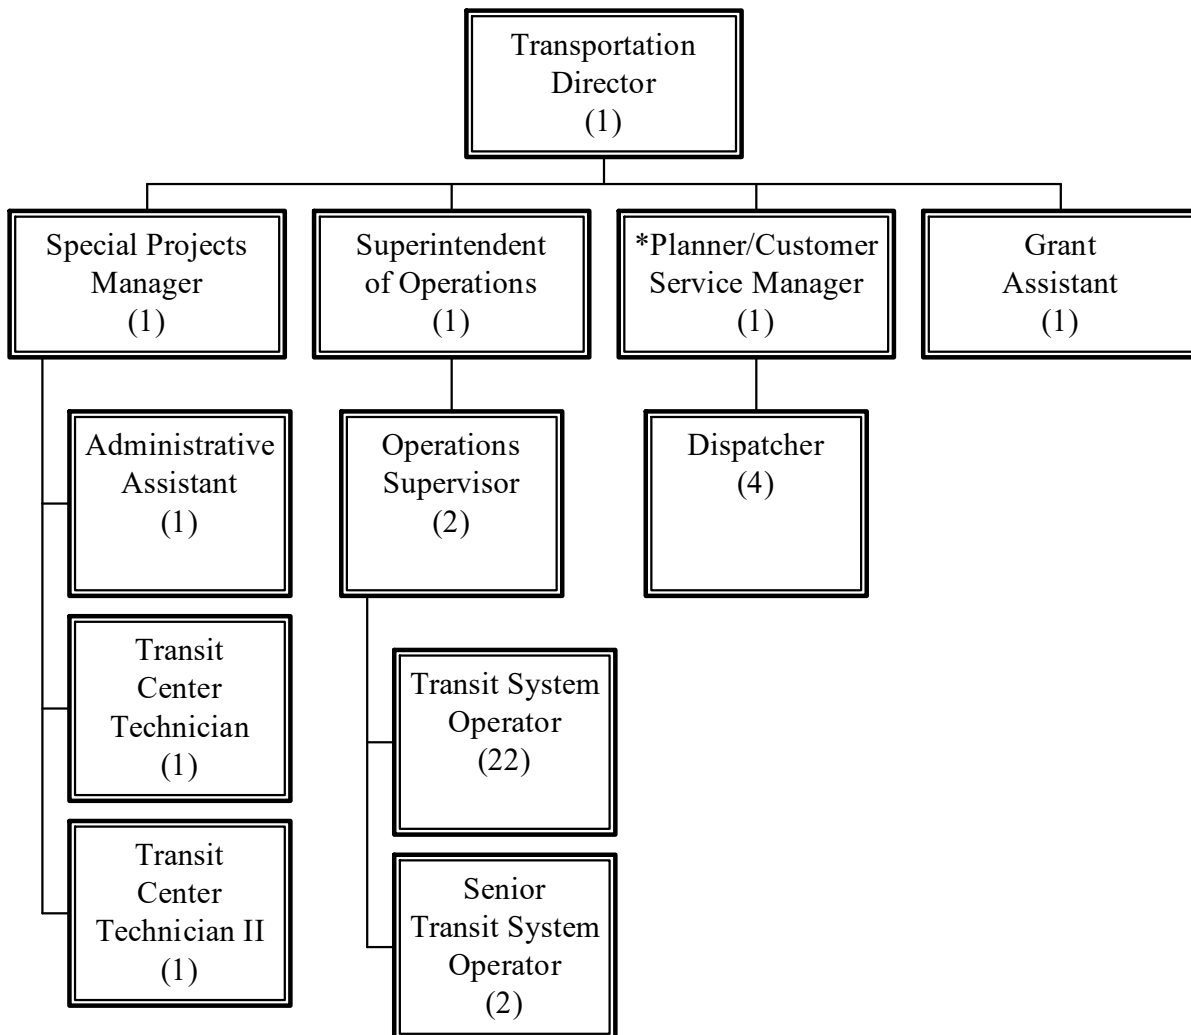 Transportation
Director
(1)
Special Projects
Manager
(1)
Superintendent
of Operations
(1)
*Planner/Customer
Service Manager
(1)
Grant
Assistant
(1)
Administrative
Assistant
(1)
Operations
Supervisor
(2)
Dispatcher
(4)
Transit
Center
Technician
(1)
Transit System
Operator
(22)
Transit
Center
Technician II
(1)
Senior
Transit System
Operator
(2)